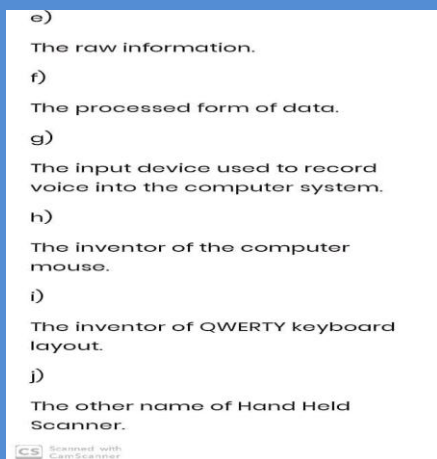 e)
The raw information.
f)
The processed form of data.
g)
The input device used to record
voice into the computer system.
h)
The inventor of the computer
mouse.
i)
The inventor of QWERTY keyboard
layout.
j)
The other name of Hand Held
Scanner.
CS Scanned with
CamScanner